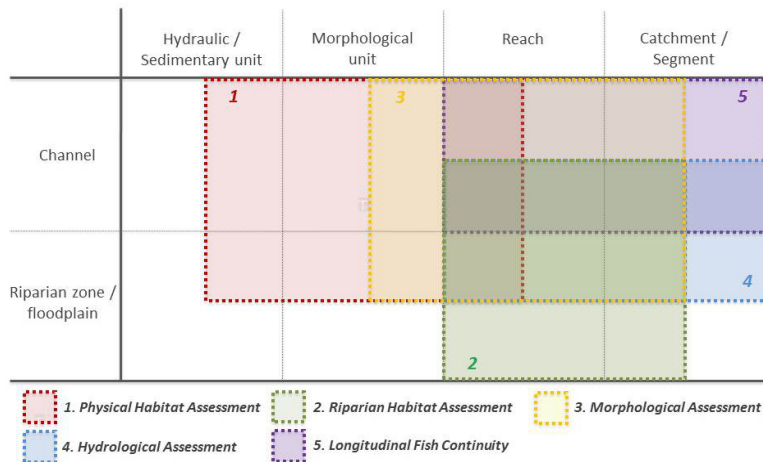 Hydraulic /
Sedimentary unit
Morphological
unit
Reach
Catchment /
Segment
1
3
5
Channel
Riparian zone /
floodplain
4
2
1. Physical Habitat Assessment
2. Riparian Habitat Assessment
3. Morphological Assessment
4. Hydrological Assessment
5. Longitudinal Fish Continuity